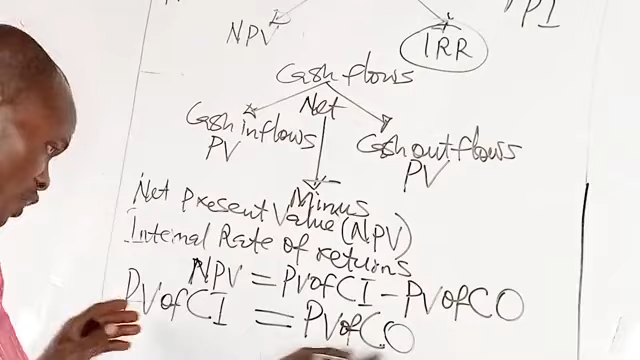 PI
NPV
IRR
Cash flows
Net
Cash inflows
PV
Cash outflows
PV
Minus
Net Present Value (NPV)
Internal Rate of returns
NPV = PV of CI - PV of CO
PV of CI = PV of CO